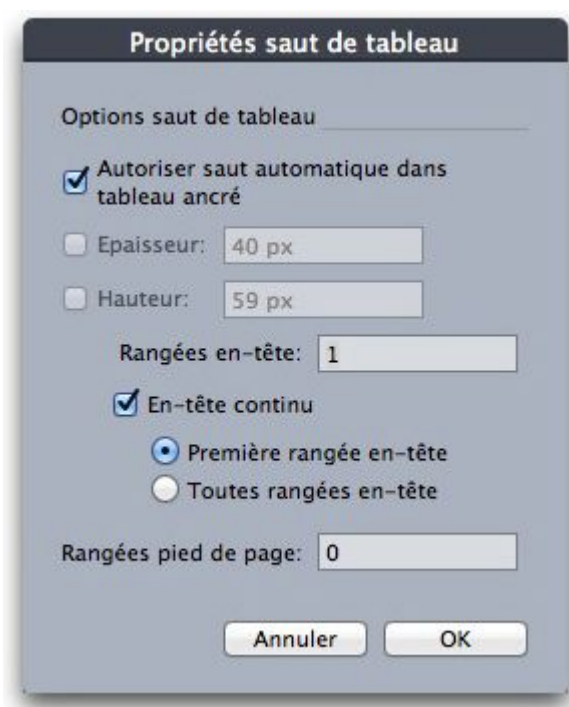 Propriétés saut de tableau
Options saut de tableau
Autoriser saut automatique dans
tableau ancré
Epaisseur: 40 px
Hauteur: 59 px
Rangées en-tête: 1
En-tête continu
Première rangée en-tête
Toutes rangées en-tête
Rangées pied de page: 0
Annuler OK